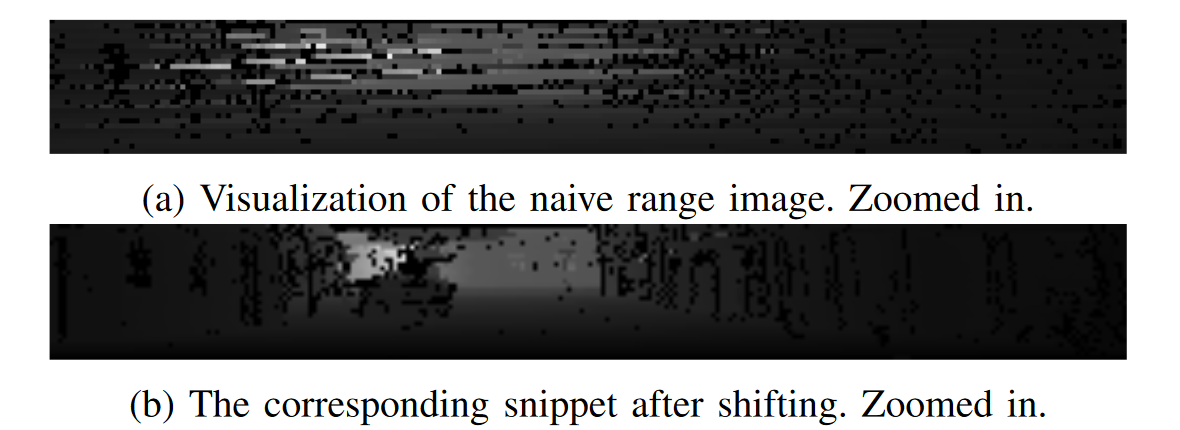 (a) Visualization of the naive range image. Zoomed in.
(b) The corresponding snippet after shifting. Zoomed in.